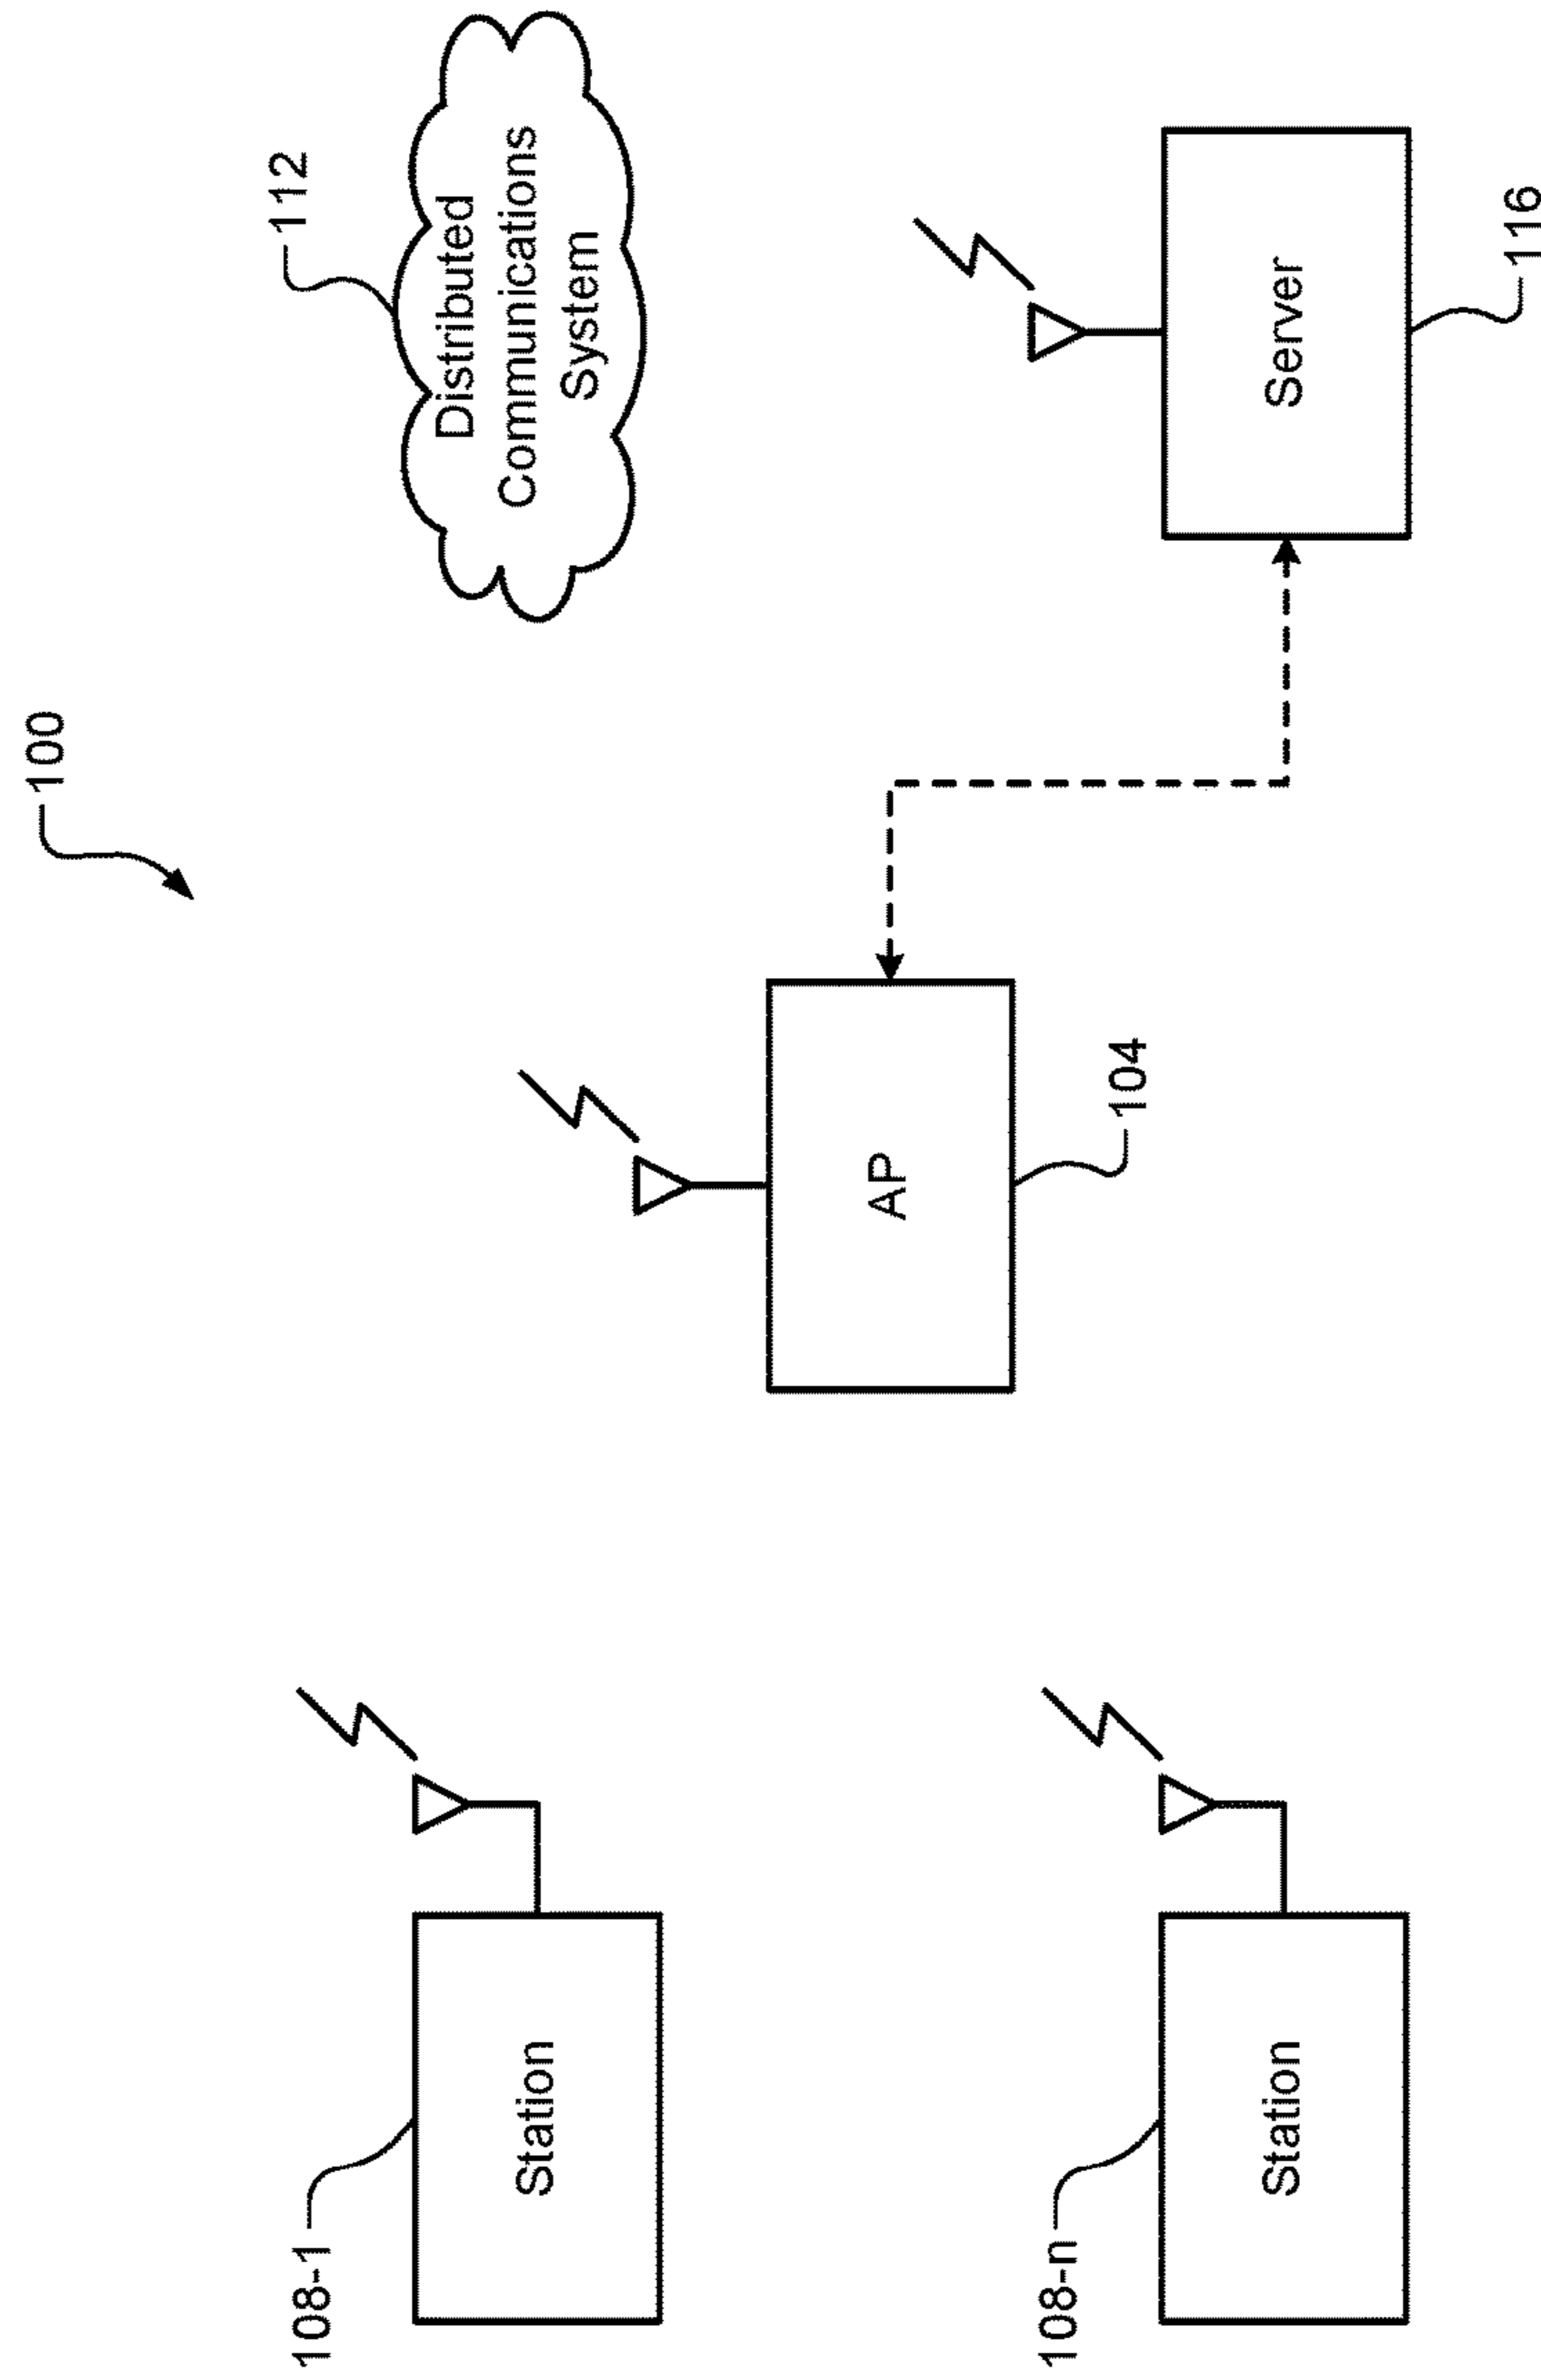 100
112
Distributed
Communications
System
108-1
Station
AP
104
Server
116
108-n
Station